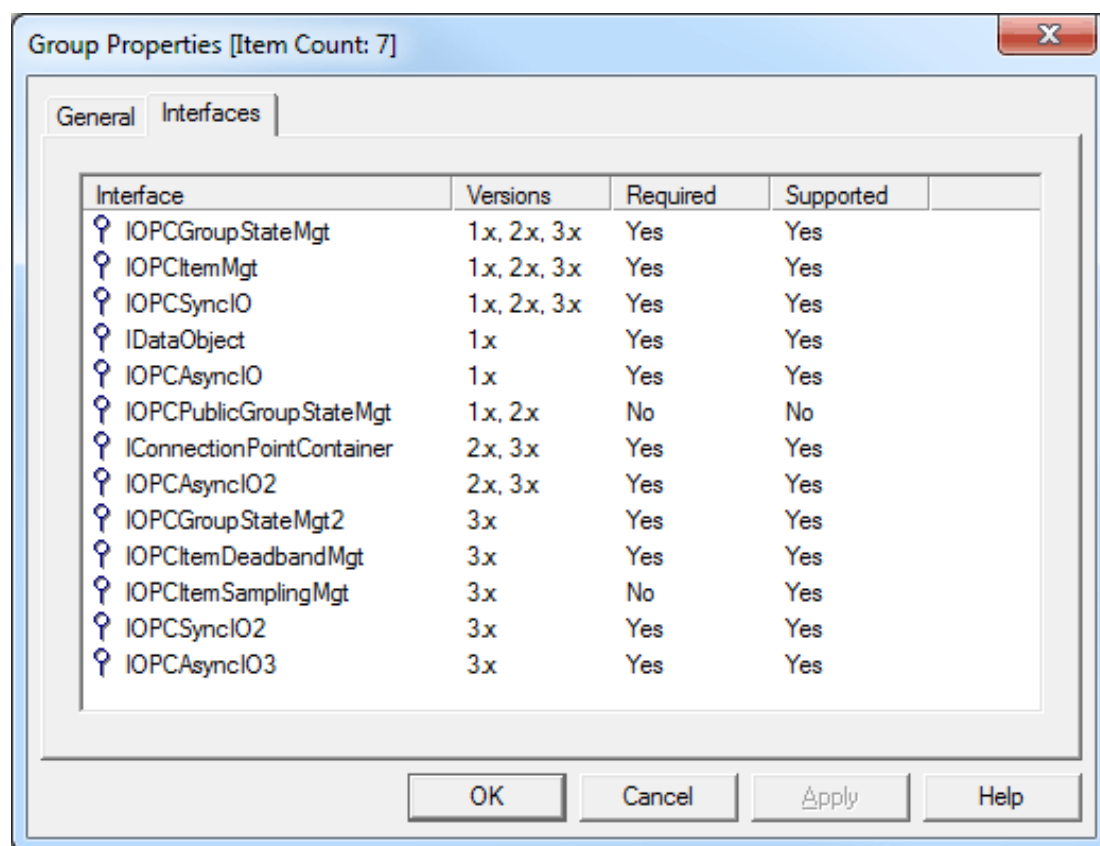 Group Properties [Item Count: 7]
General Interfaces
Interface Versions Required Supported
IOPCGroupStateMgt 1.x, 2.x, 3.x Yes Yes
IOPCItemMgt 1.x, 2.x, 3.x Yes Yes
IOPCSyncIO 1.x, 2.x, 3.x Yes Yes
IDataObject 1.x Yes Yes
IOPCAsyncIO 1.x Yes Yes
IOPCPublicGroupStateMgt 1.x, 2.x No No
IConnectionPointContainer 2.x, 3.x Yes Yes
IOPCAsyncIO2 2.x, 3.x Yes Yes
IOPCGroupStateMgt2 3.x Yes Yes
IOPCItemDeadbandMgt 3.x Yes Yes
IOPCItemSamplingMgt 3.x No Yes
IOPCSyncIO2 3.x Yes Yes
IOPCAsyncIO3 3.x Yes Yes
OK Cancel Apply Help